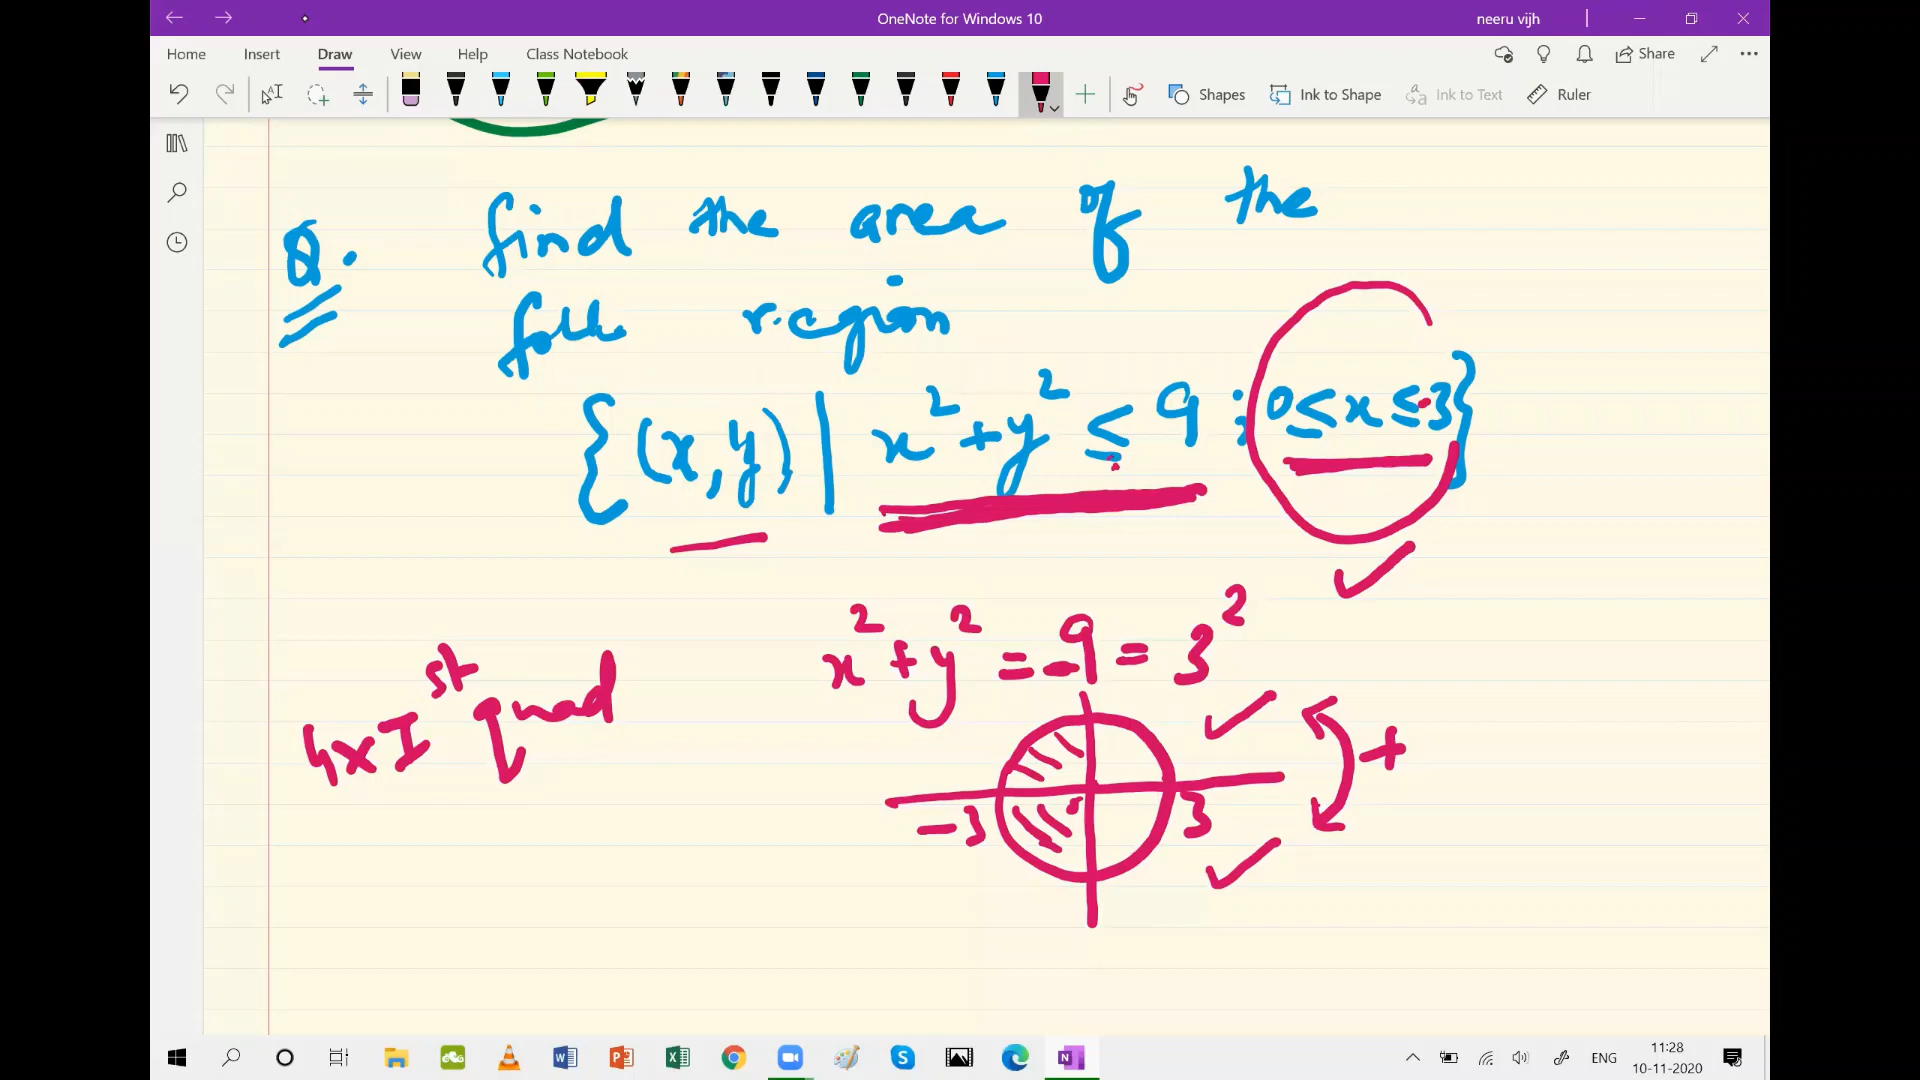 OneNote for Windows 10
neeru vijh
Home Insert Draw View Help Class Notebook Share
Shapes Ink to Shape Ink to Text Ruler
Q. find the area of the
foll region
{(x,y) | x²+y² ≤ 9 ; 0≤x≤3}
x²+y² = 9 = 3²
4xIst quad
+
-3 3
ENG
11:28
10-11-2020